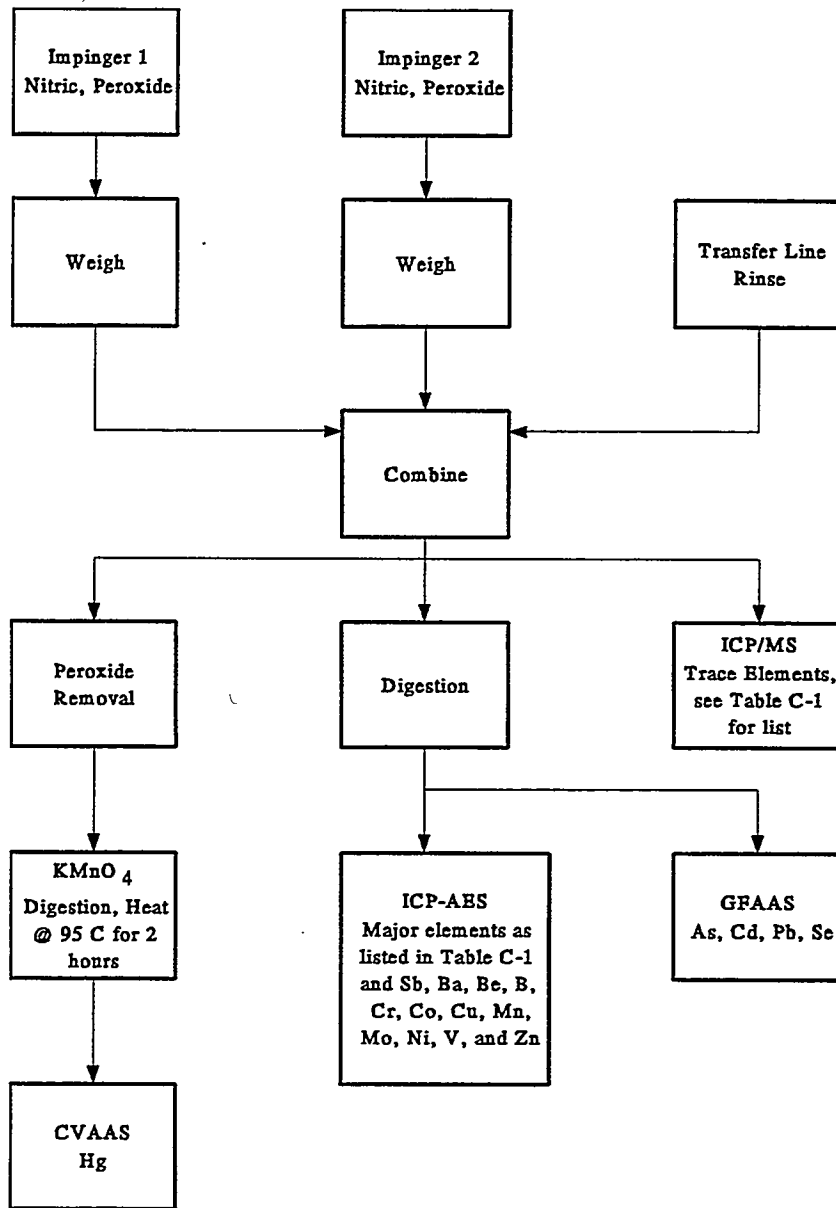 Impinger 1
Nitric, Peroxide
Impinger 2
Nitric, Peroxide
Weigh
Weigh
Transfer Line
Rinse
Combine
Peroxide
Removal
Digestion
ICP/MS
Trace Elements,
see Table C-1
for list
KMnO 4
Digestion, Heat
@ 95 C for 2
hours
ICP-AES
Major elements as
listed in Table C-1
and Sb, Ba, Be, B,
Cr, Co, Cu, Mn,
Mo, Ni, V, and Zn
GFAAS
As, Cd, Pb, Se
CVAAS
Hg